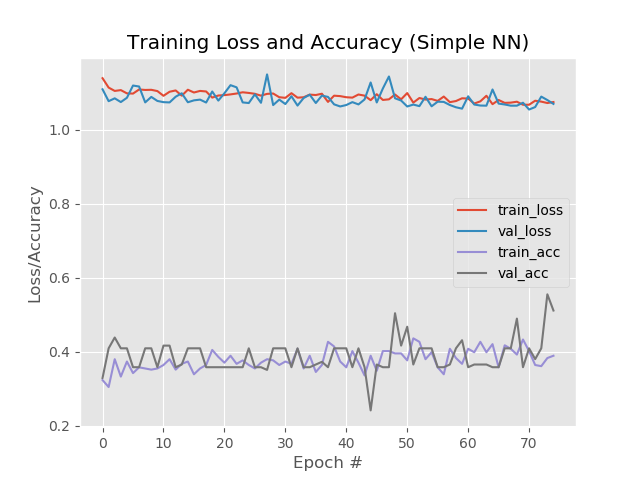 Training Loss and Accuracy (Simple NN)
1.0
0.8
0.6
0.4
0.2
Loss/Accuracy
train_loss
val_loss
train_acc
val_acc
0 10 20 30 40 50 60 70
Epoch #